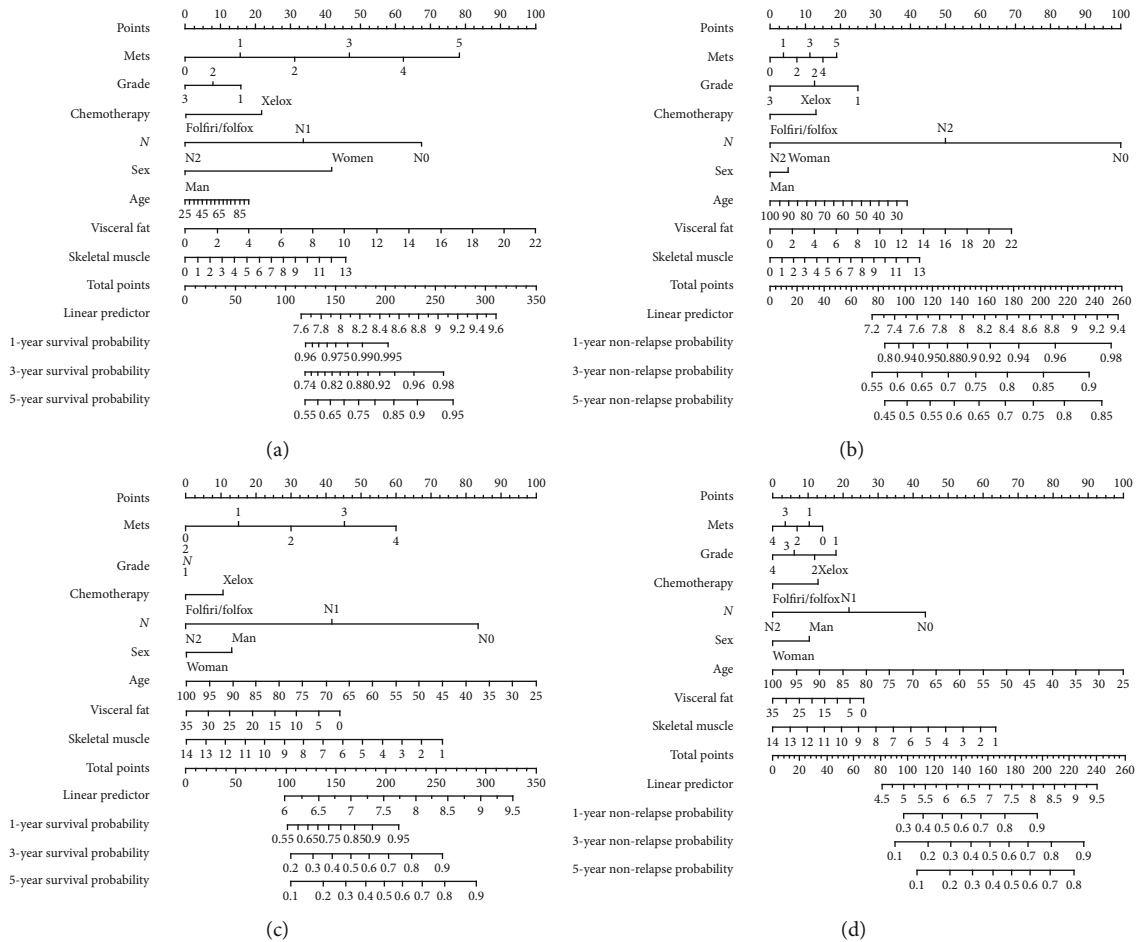 0 10 20 30 40 50 60 70 80 90 100
Points
1 3 5
Mets
0 2 2 4
Grade
3 1 Xelox
Chemotherapy
Folfiri/folfox N1
N
N2 Women N0
Sex
Man
Age
25 45 65 85
Visceral fat
0 2 4 6 8 10 12 14 16 18 20 22
Skeletal muscle
0 1 2 3 4 5 6 7 8 9 11 13
Total points
0 50 100 150 200 250 300 350
Linear predictor
7.6 7.8 8 8.2 8.4 8.6 8.8 9 9.2 9.4 9.6
1-year survival probability
0.96 0.975 0.990 0.995
3-year survival probability
0.74 0.82 0.88 0.92 0.96 0.98
5-year survival probability
0.55 0.65 0.75 0.85 0.9 0.95
(a)
0 10 20 30 40 50 60 70 80 90 100
Points
1 3 5
Mets
0 2 4
2
Grade
3 Xelox 1
Chemotherapy
Folfiri/folfox N2
N
N2 Woman N0
Sex
Man
Age
100 90 80 70 60 50 40 30
Visceral fat
0 2 4 6 8 10 12 14 16 18 20 22
Skeletal muscle
0 1 2 3 4 5 6 7 8 9 11 13
Total points
0 20 40 60 80 100 120 140 160 180 200 220 240 260
Linear predictor
7.2 7.4 7.6 7.8 8 8.2 8.4 8.6 8.8 9 9.2 9.4
1-year non-relapse probability
0.8 0.94 0.95 0.88 0.9 0.92 0.94 0.96 0.98
3-year non-relapse probability
0.55 0.6 0.65 0.7 0.75 0.8 0.85 0.9
5-year non-relapse probability
0.45 0.5 0.55 0.6 0.65 0.7 0.75 0.8 0.85
(b)
0 10 20 30 40 50 60 70 80 90 100
Points
1 3
Mets
0 2 4
2
Grade N
1 Xelox
Chemotherapy
Folfiri/folfox N1
N
N2 Man N0
Sex
Woman
Age
100 95 90 85 80 75 70 65 60 55 50 45 40 35 30 25
Visceral fat
35 30 25 20 15 10 5 0
Skeletal muscle
14 13 12 11 10 9 8 7 6 5 4 3 2 1
Total points
0 50 100 150 200 250 300 350
Linear predictor
6 6.5 7 7.5 8 8.5 9 9.5
1-year survival probability
0.55 0.65 0.75 0.85 0.9 0.95
3-year survival probability
0.2 0.3 0.4 0.5 0.6 0.7 0.8 0.9
5-year survival probability
0.1 0.2 0.3 0.4 0.5 0.6 0.7 0.8 0.9
(c)
0 10 20 30 40 50 60 70 80 90 100
Points
3 1
Mets
4 2 0
3 1
Grade
4 2 Xelox
Chemotherapy
Folfiri/folfox N1
N
N2 Man N0
Sex
Woman
Age
100 95 90 85 80 75 70 65 60 55 50 45 40 35 30 25
Visceral fat
35 25 15 5 0
Skeletal muscle
14 13 12 11 10 9 8 7 6 5 4 3 2 1
Total points
0 20 40 60 80 100 120 140 160 180 200 220 240 260
Linear predictor
4.5 5 5.5 6 6.5 7 7.5 8 8.5 9 9.5
1-year non-relapse probability
0.3 0.4 0.5 0.6 0.7 0.8 0.9
3-year non-relapse probability
0.1 0.2 0.3 0.4 0.5 0.6 0.7 0.8 0.9
5-year non-relapse probability
0.1 0.2 0.3 0.4 0.5 0.6 0.7 0.8
(d)